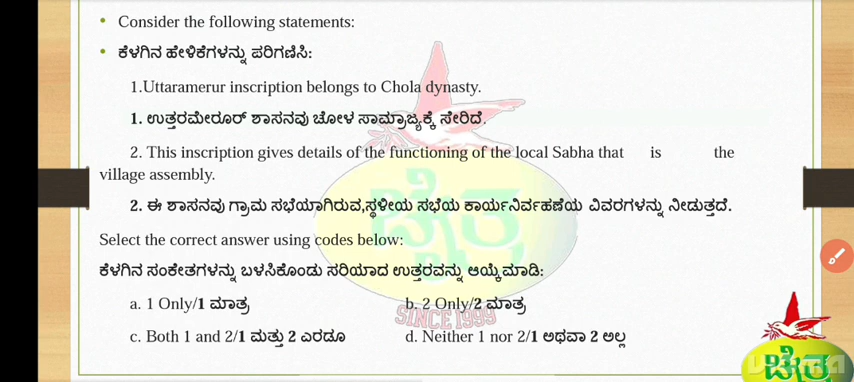 Consider the following statements:
ಕೆಳಗಿನ ಹೇಳಿಕೆಗಳನ್ನು ಪರಿಗಣಿಸಿ:
1.Uttaramerur inscription belongs to Chola dynasty.
1. ಉತ್ತರಮೇರೂರ್ ಶಾಸನವು ಚೋಳ ಸಾಮ್ರಾಜ್ಯಕ್ಕೆ ಸೇರಿದೆ.
2. This inscription gives details of the functioning of the local Sabha that is the
village assembly.
2. ಈ ಶಾಸನವು ಗ್ರಾಮ ಸಭೆಯಾಗಿರುವ,ಸ್ಥಳೀಯ ಸಭೆಯ ಕಾರ್ಯನಿರ್ವಹಣೆಯ ವಿವರಗಳನ್ನು ನೀಡುತ್ತದೆ.
Select the correct answer using codes below:
ಕೆಳಗಿನ ಸಂಕೇತಗಳನ್ನು ಬಳಸಿಕೊಂಡು ಸರಿಯಾದ ಉತ್ತರವನ್ನು ಆಯ್ಕೆಮಾಡಿ:
a. 1 Only/1 ಮಾತ್ರ b. 2 Only/2 ಮಾತ್ರ
SINCE 1999
c. Both 1 and 2/1 ಮತ್ತು 2 ಎರಡೂ d. Neither 1 nor 2/1 ಅಥವಾ 2 ಅಲ್ಲ
ಚೈತ್ರ